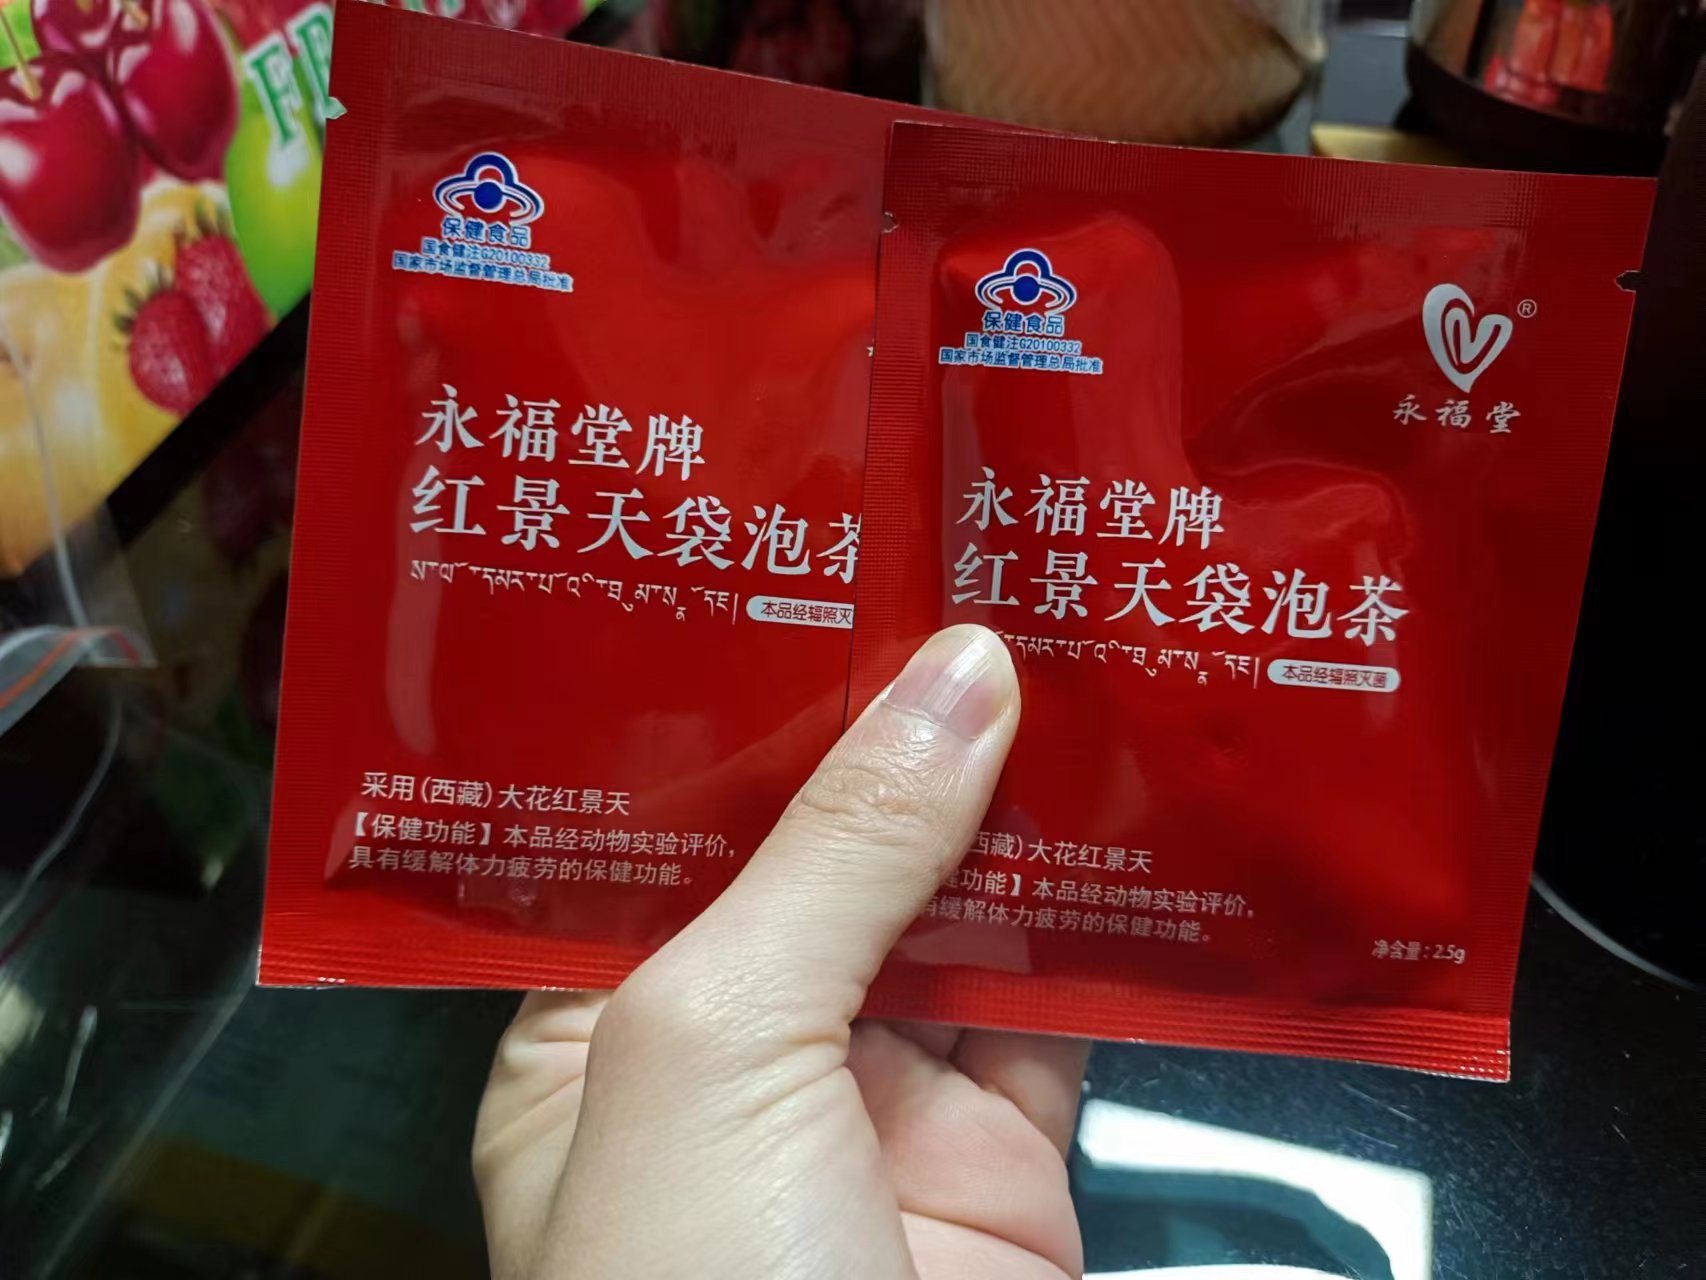 保健食品
国食健注G20100332
国家市场监督管理总局批准
永福堂牌
红景天袋泡茶
本品经辐照灭
采用(西藏)大花红景天
【保健功能】本品经动物实验评价,
具有缓解体力疲劳的保健功能。
保健食品
国食健注G20100332
国家市场监督管理总局批准
®
永福堂
永福堂牌
红景天袋泡茶
本品经辐照灭菌
西藏)大花红景天
健功能】本品经动物实验评价,
有缓解体力疲劳的保健功能。
净含量:2.5g